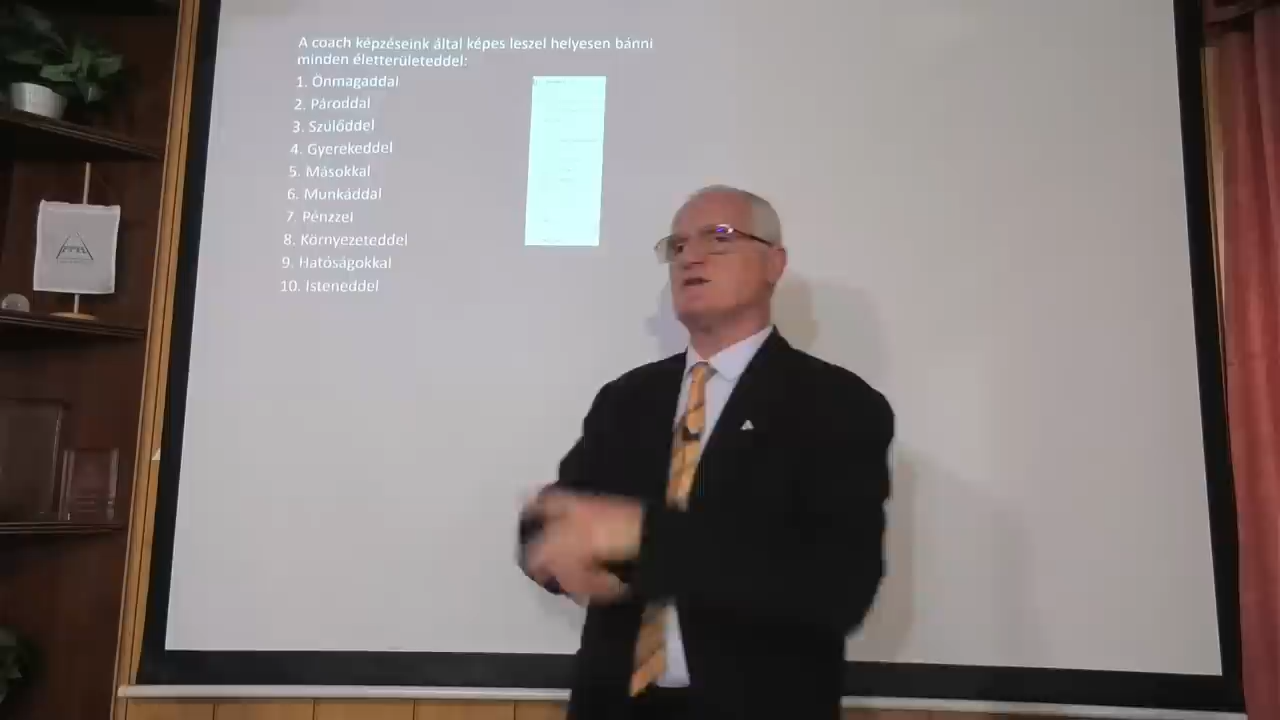 A coach képzéseink által képes leszel helyesen bánni
minden életterületeddel:
1. Önmagaddal
2. Pároddal
3. Szülőddel
4. Gyerekeddel
5. Másokkal
6. Munkáddal
7. Pénzzel
8. Környezeteddel
9. Hatóságokkal
10. Isteneddel